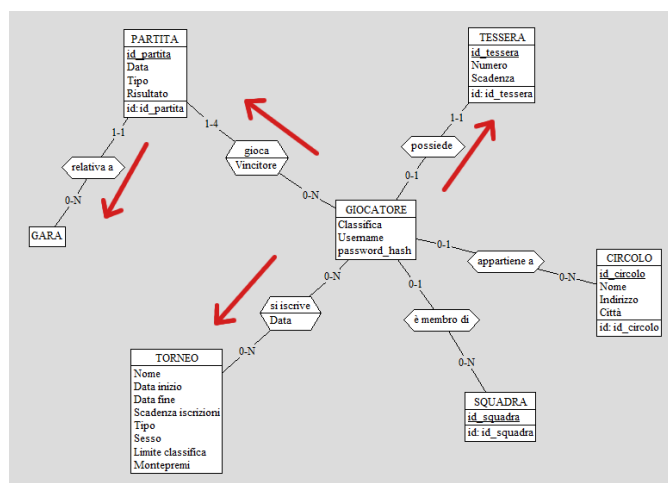 PARTITA
id_partita
Data
Tipo
Risultato
id: id_partita
TESSERA
id_tessera
Numero
Scadenza
id: id_tessera
1-1
1-4
1-1
gioca
Vincitore
possiede
relativa a
0-1
0-N
0-N
GIOCATORE
Classifica
Username
password_hash
GARA
0-1
appartiene a
0-N
CIRCOLO
id_circolo
Nome
Indirizzo
Città
id: id_circolo
0-N
0-1
si iscrive
Data
è membro di
0-N
TORNEO
Nome
Data inizio
Data fine
Scadenza iscrizioni
Tipo
Sesso
Limite classifica
Montepremi
0-N
SQUADRA
id_squadra
id: id_squadra